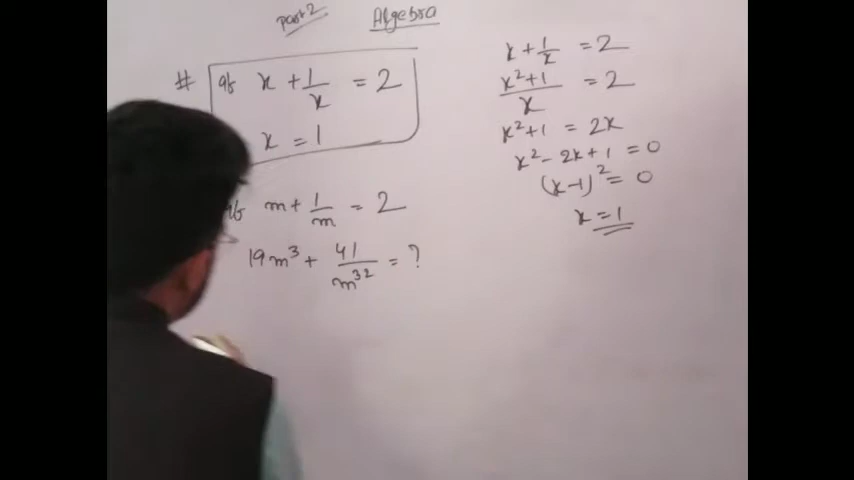 part 2 Algebra
# If x + 1/x = 2
x = 1
If m + 1/m = 2
19m³ + 41/m³² = ?
x + 1/x = 2
x² + 1/x = 2
x² + 1 = 2x
x² - 2x + 1 = 0
(x - 1)² = 0
x = 1